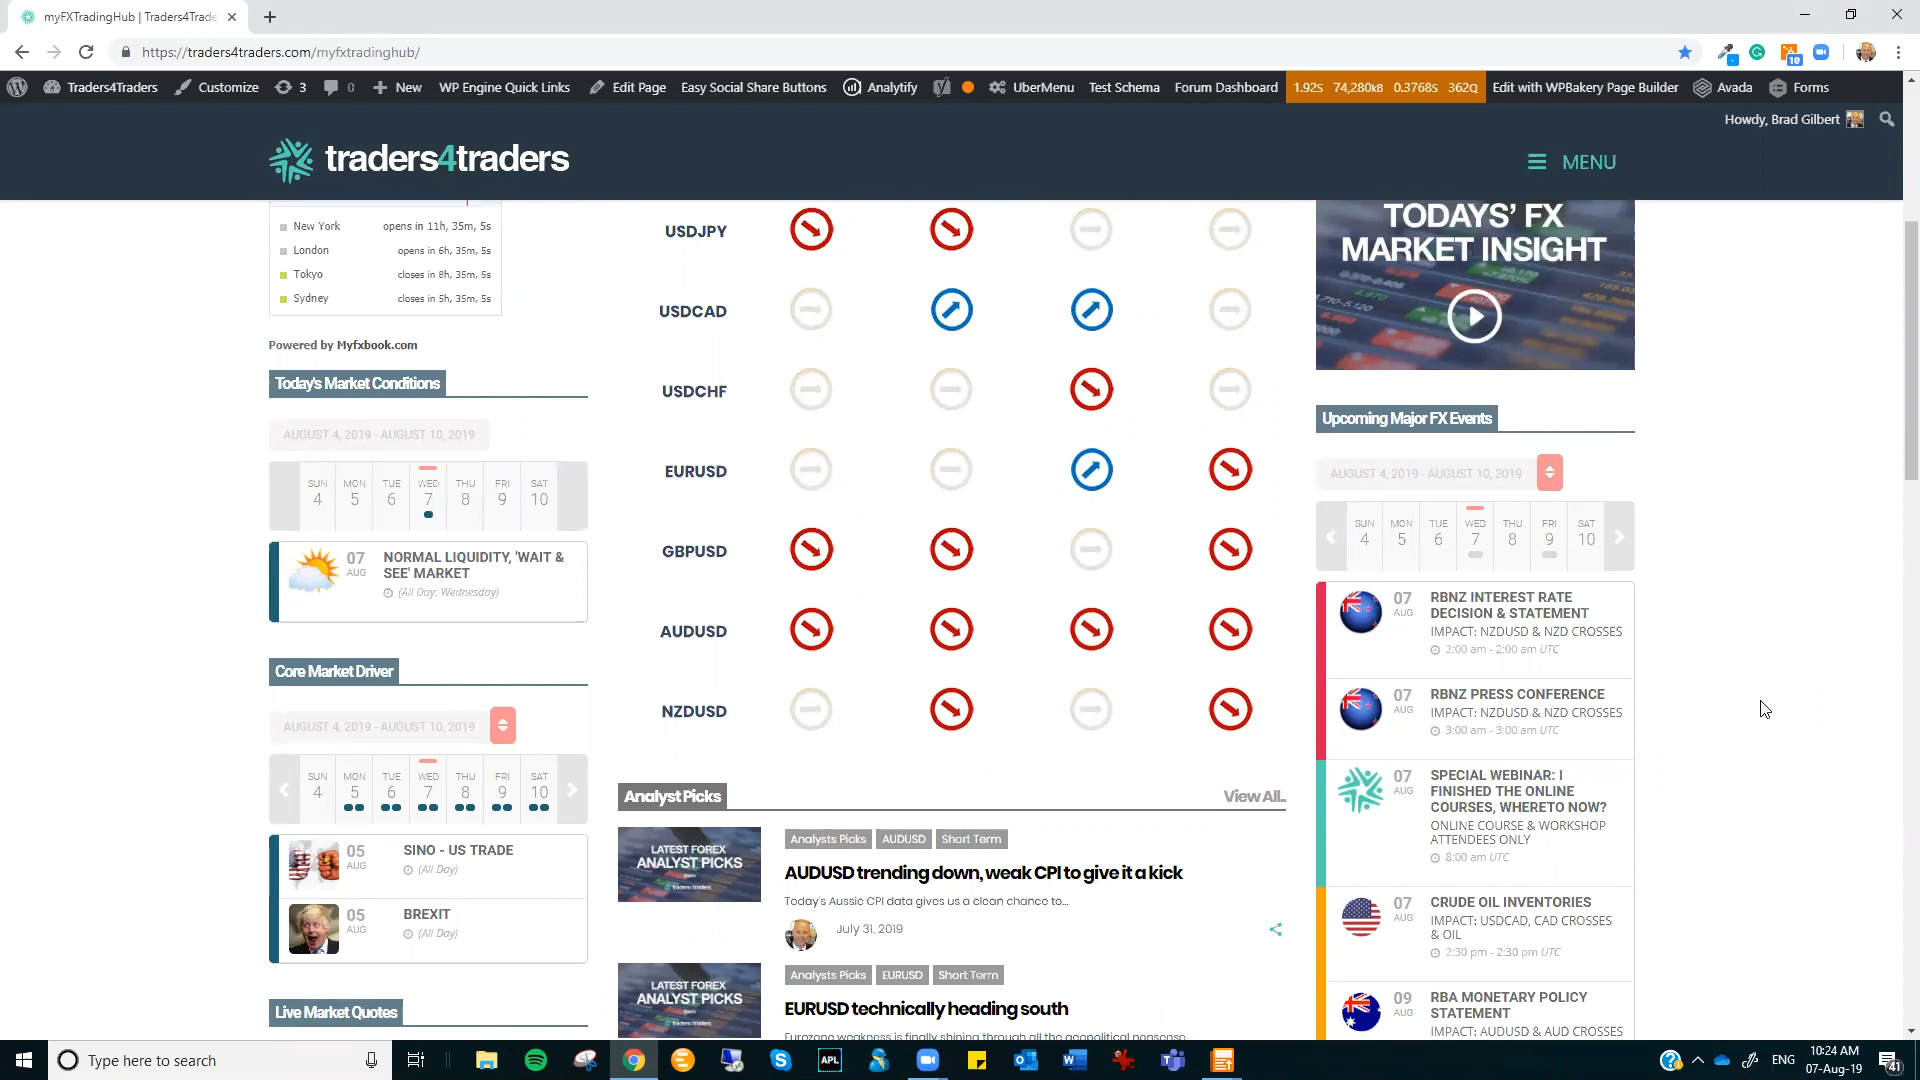 myFXTradingHub | Traders4Trade
https://traders4traders.com/myfxtradinghub/
10
Traders4Traders
Customize
3
0
New
WP Engine Quick Links
Edit Page
Easy Social Share Buttons
Analytify
UberMenu
Test Schema
Forum Dashboard
1.92S 74,280KB 0.3768S 362Q
Edit with WPBakery Page Builder
Avada
Forms
Howdy, Brad Gilbert
traders4traders
MENU
New York opens in 11h, 35m, 5s
London opens in 6h, 35m, 5s
Tokyo closes in 8h, 35m, 5s
Sydney closes in 5h, 35m, 5s
Powered by Myfxbook.com
Today's Market Conditions
AUGUST 4, 2019 - AUGUST 10, 2019
SUN MON TUE WED THU FRI SAT
4 5 6 7 8 9 10
07 AUG
NORMAL LIQUIDITY, 'WAIT &
SEE' MARKET
(All Day: Wednesday)
Core Market Driver
AUGUST 4, 2019 - AUGUST 10, 2019
SUN MON TUE WED THU FRI SAT
4 5 6 7 8 9 10
05 AUG
SINO - US TRADE
(All Day)
05 AUG
BREXIT
(All Day)
Live Market Quotes
USDJPY
USDCAD
USDCHF
EURUSD
GBPUSD
AUDUSD
NZDUSD
Analyst Picks
View All..
LATEST FOREX
ANALYST PICKS
traders4traders
Analysts Picks AUDUSD Short Term
AUDUSD trending down, weak CPI to give it a kick
Today's Aussie CPI data gives us a clean chance to...
July 31, 2019
LATEST FOREX
ANALYST PICKS
traders4traders
Analysts Picks EURUSD Short Term
EURUSD technically heading south
Eurozone weakness is finally shining through all the geopolitical nonsense
TODAYS' FX
MARKET INSIGHT
Upcoming Major FX Events
AUGUST 4, 2019 - AUGUST 10, 2019
SUN MON TUE WED THU FRI SAT
4 5 6 7 8 9 10
07 AUG
RBNZ INTEREST RATE
DECISION & STATEMENT
IMPACT: NZDUSD & NZD CROSSES
2:00 am - 2:00 am UTC
07 AUG
RBNZ PRESS CONFERENCE
IMPACT: NZDUSD & NZD CROSSES
3:00 am - 3:00 am UTC
07 AUG
SPECIAL WEBINAR: I
FINISHED THE ONLINE
COURSES, WHERETO NOW?
ONLINE COURSE & WORKSHOP
ATTENDEES ONLY
8:00 am UTC
07 AUG
CRUDE OIL INVENTORIES
IMPACT: USDCAD, CAD CROSSES
& OIL
2:30 pm - 2:30 pm UTC
09
RBA MONETARY POLICY
STATEMENT
IMPACT: AUDUSD & AUD CROSSES
Type here to search
APL
ENG
10:24 AM
07-Aug-19
41